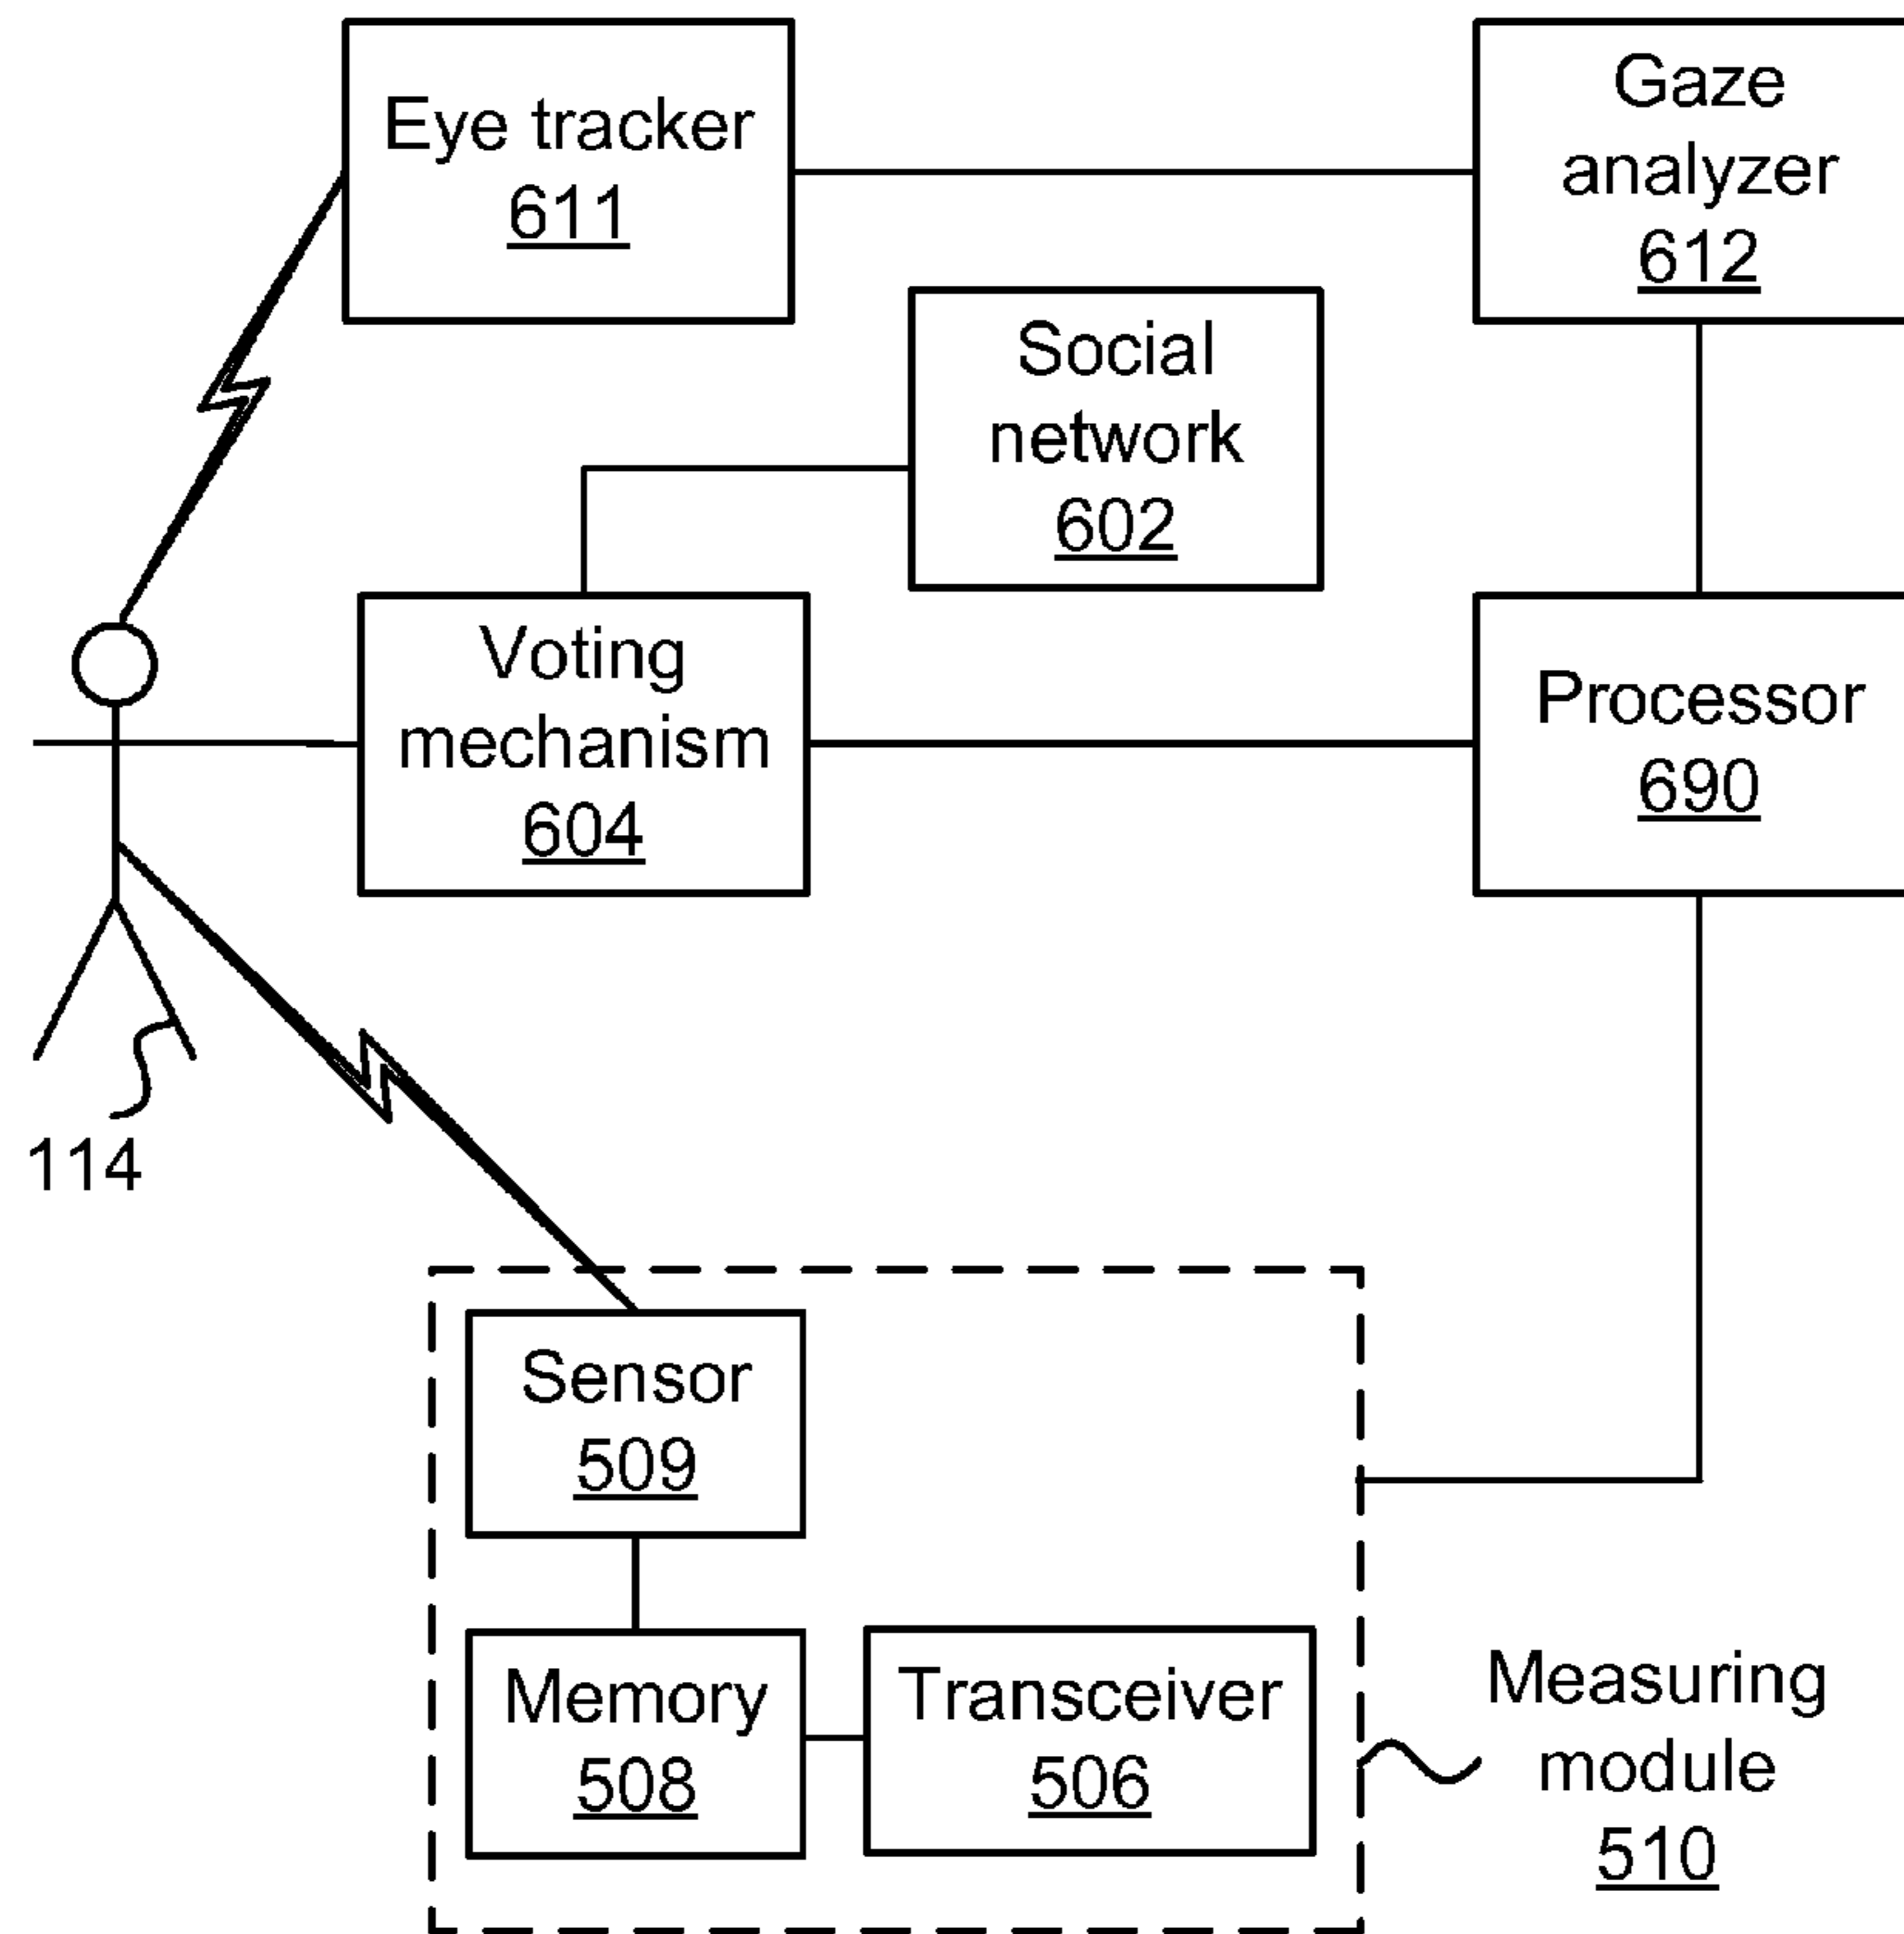 Eye tracker
611
Gaze
analyzer
612
Social
network
602
Voting
mechanism
604
Processor
690
114
Sensor
509
Memory
508
Transceiver
506
Measuring
module
510